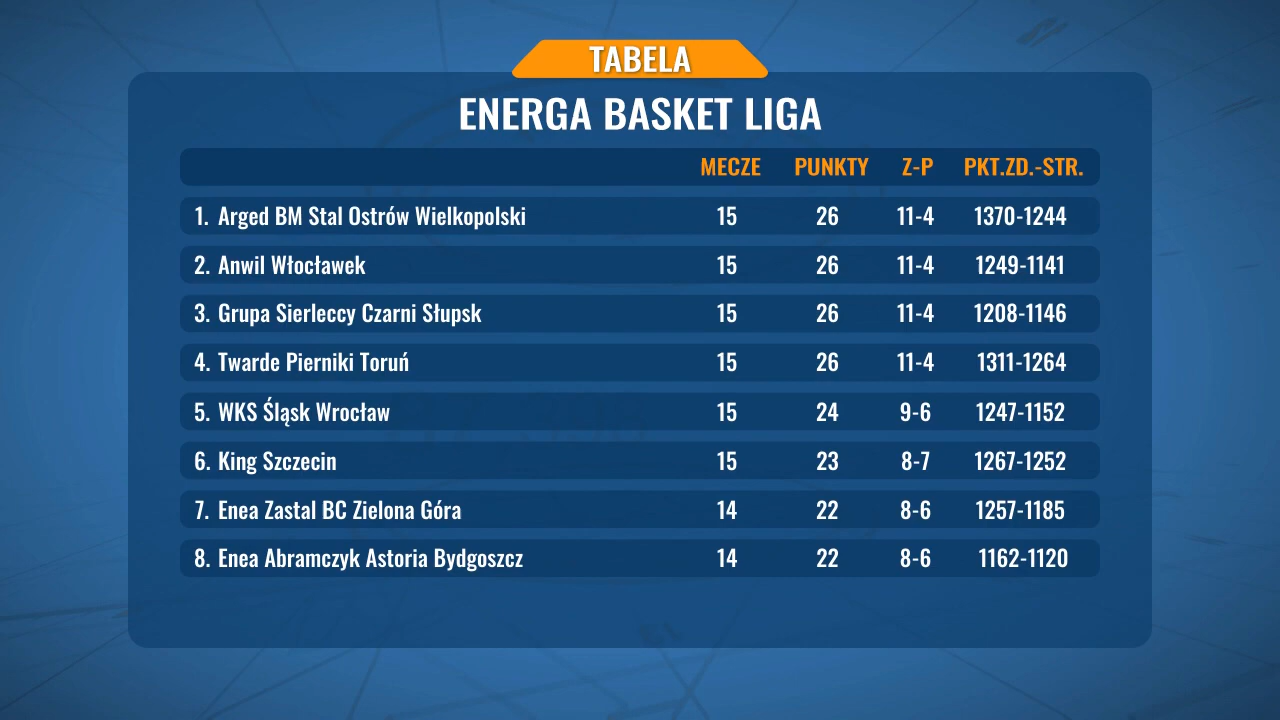 TABELA
ENERGA BASKET LIGA
MECZE PUNKTY Z-P PKT.ZD.-STR.
1. Arged BM Stal Ostrów Wielkopolski 15 26 11-4 1370-1244
2. Anwil Włocławek 15 26 11-4 1249-1141
3. Grupa Sierleccy Czarni Słupsk 15 26 11-4 1208-1146
4. Twarde Pierniki Toruń 15 26 11-4 1311-1264
5. WKS Śląsk Wrocław 15 24 9-6 1247-1152
6. King Szczecin 15 23 8-7 1267-1252
7. Enea Zastal BC Zielona Góra 14 22 8-6 1257-1185
8. Enea Abramczyk Astoria Bydgoszcz 14 22 8-6 1162-1120